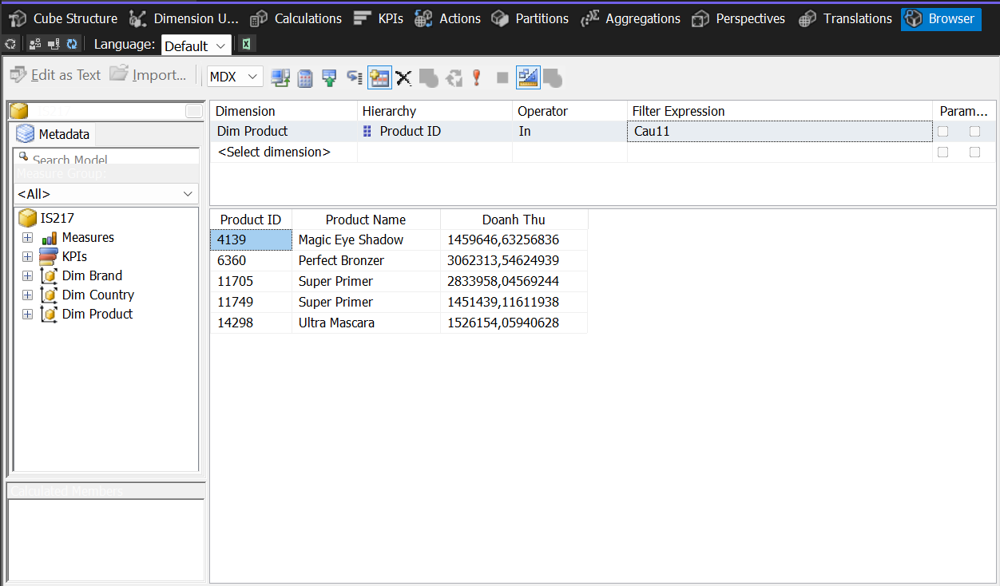 Cube Structure Dimension U... Calculations KPIs Actions Partitions Aggregations Perspectives Translations Browser
Language: Default
Edit as Text Import... MDX
Dimension Hierarchy Operator Filter Expression Param...
Dim Product Product ID In Cau11
<Select dimension>
Metadata
Search Model
Measure Group:
<All>
IS217
Measures
KPIs
Dim Brand
Dim Country
Dim Product
Calculated Members
Product ID Product Name Doanh Thu
4139 Magic Eye Shadow 1459646,63256836
6360 Perfect Bronzer 3062313,54624939
11705 Super Primer 2833958,04569244
11749 Super Primer 1451439,11611938
14298 Ultra Mascara 1526154,05940628